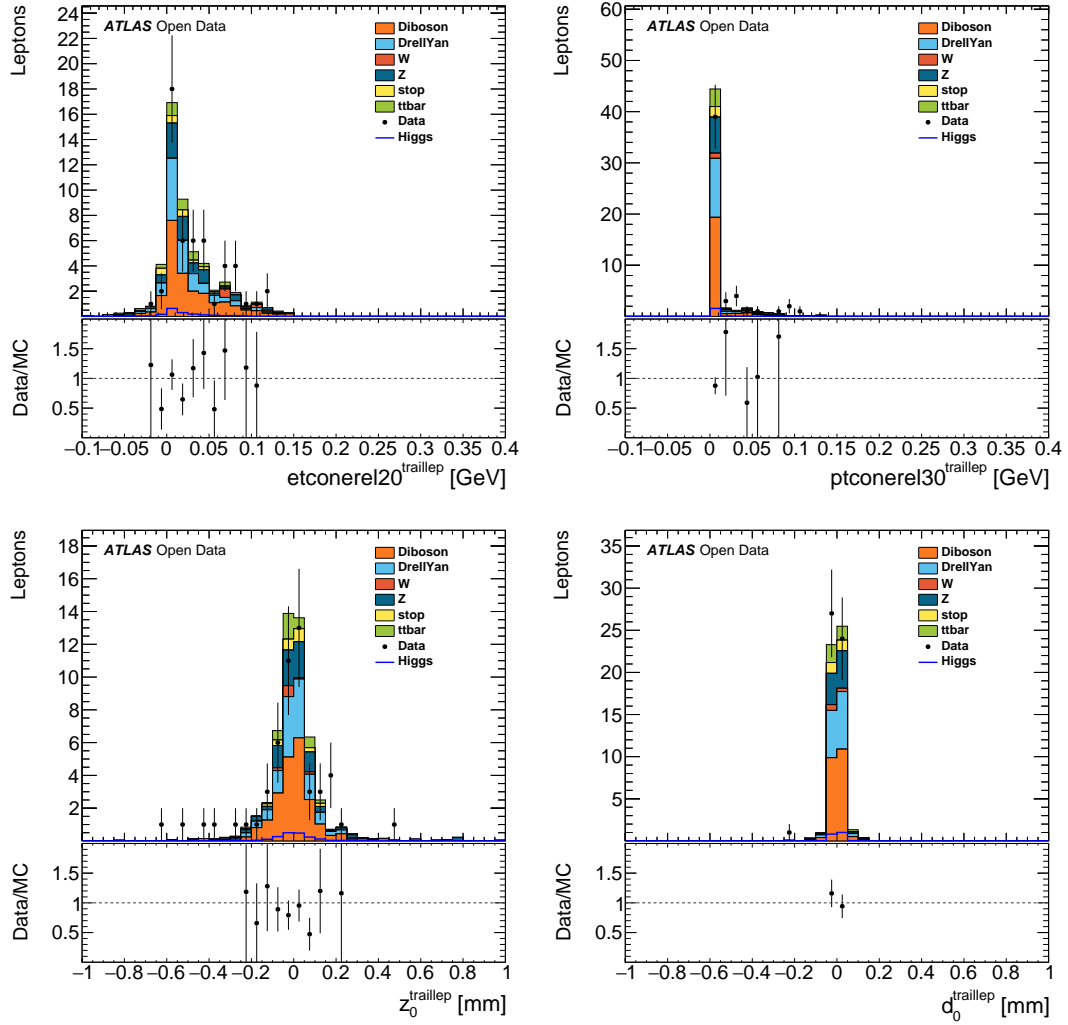 Leptons
24
22
20
18
16
14
12
10
8
6
4
2
ATLAS Open Data
Diboson
DrellYan
W
Z
stop
ttbar
Data
Higgs
Data/MC
1.5
1
0.5
−0.1 −0.05 0 0.05 0.1 0.15 0.2 0.25 0.3 0.35 0.4
etconerel20^traillep [GeV]
Leptons
60
50
40
30
20
10
ATLAS Open Data
Diboson
DrellYan
W
Z
stop
ttbar
Data
Higgs
Data/MC
1.5
1
0.5
−0.1 −0.05 0 0.05 0.1 0.15 0.2 0.25 0.3 0.35 0.4
ptconerel30^traillep [GeV]
Leptons
18
16
14
12
10
8
6
4
2
ATLAS Open Data
Diboson
DrellYan
W
Z
stop
ttbar
Data
Higgs
Data/MC
1.5
1
0.5
−1 −0.8 −0.6 −0.4 −0.2 0 0.2 0.4 0.6 0.8 1
z_0^traillep [mm]
Leptons
35
30
25
20
15
10
5
ATLAS Open Data
Diboson
DrellYan
W
Z
stop
ttbar
Data
Higgs
Data/MC
1.5
1
0.5
−1 −0.8 −0.6 −0.4 −0.2 0 0.2 0.4 0.6 0.8 1
d_0^traillep [mm]